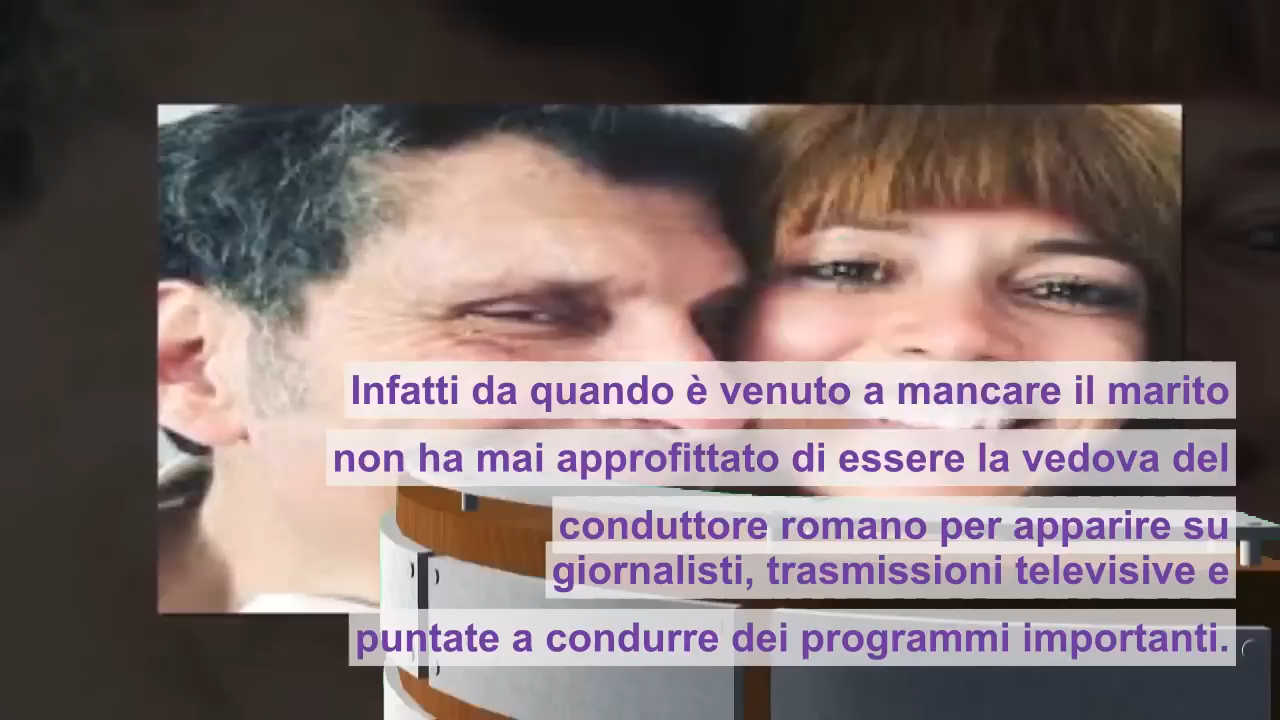 Infatti da quando è venuto a mancare il marito
non ha mai approfittato di essere la vedova del
conduttore romano per apparire su
giornalisti, trasmissioni televisive e
puntate a condurre dei programmi importanti.